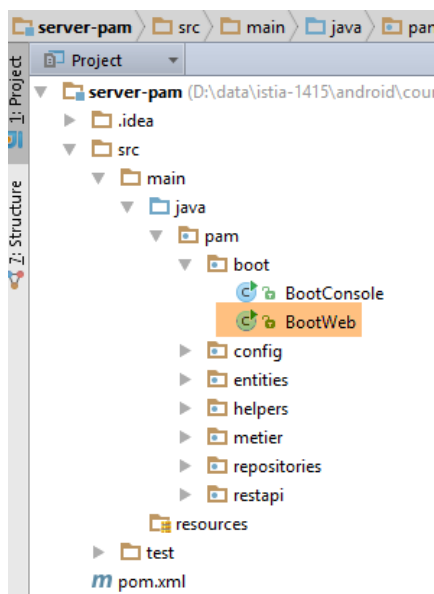 server-pam src main java pam
1: Project
Project
server-pam (D:\data\istia-1415\android\cour
.idea
src
main
java
pam
boot
BootConsole
BootWeb
config
entities
helpers
metier
repositories
restapi
resources
test
pom.xml
7: Structure